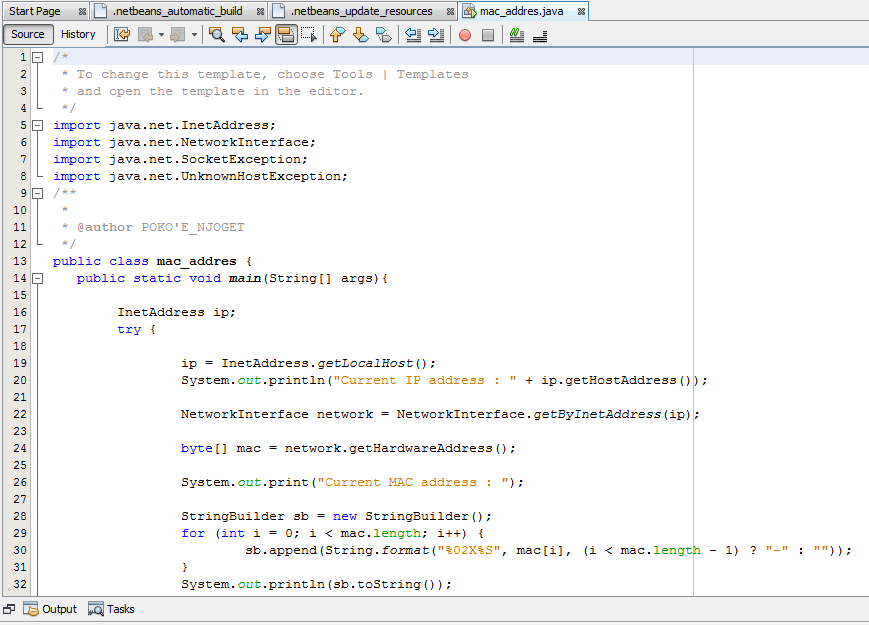 Start Page .netbeans_automatic_build .netbeans_update_resources mac_addres.java
Source History
1 /*
2 * To change this template, choose Tools | Templates
3 * and open the template in the editor.
4 */
5 import java.net.InetAddress;
6 import java.net.NetworkInterface;
7 import java.net.SocketException;
8 import java.net.UnknownHostException;
9 /**
10 *
11 * @author POKO'E_NJOGET
12 */
13 public class mac_addres {
14 public static void main(String[] args){
15
16 InetAddress ip;
17 try {
18
19 ip = InetAddress.getLocalHost();
20 System.out.println("Current IP address : " + ip.getHostAddress());
21
22 NetworkInterface network = NetworkInterface.getByInetAddress(ip);
23
24 byte[] mac = network.getHardwareAddress();
25
26 System.out.print("Current MAC address : ");
27
28 StringBuilder sb = new StringBuilder();
29 for (int i = 0; i < mac.length; i++) {
30 sb.append(String.format("%02X%S", mac[i], (i < mac.length - 1) ? "-" : ""));
31 }
32 System.out.println(sb.toString());
Output Tasks